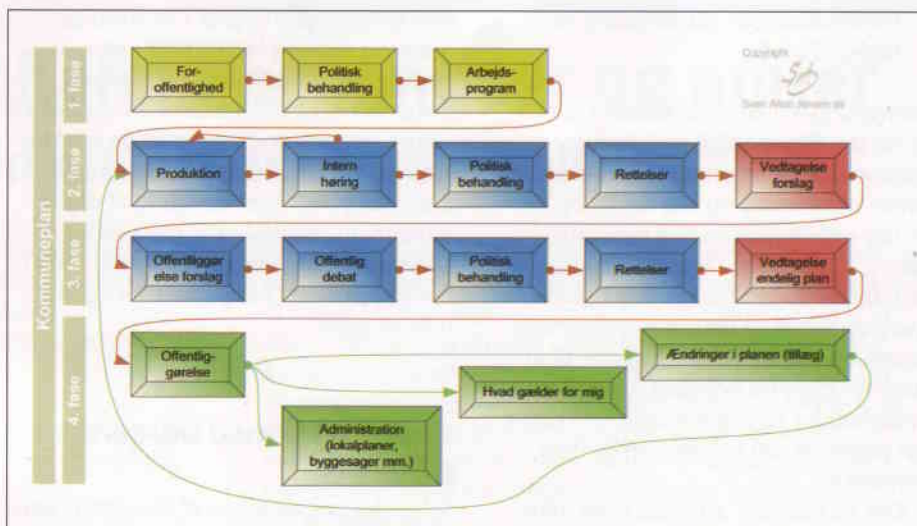 Kommuneplan
1. fase
For-
offentlighed
Politisk
behandling
Arbejds-
program
Copyright
2. fase
Produktion
Intern
høring
Politisk
behandling
Rettelser
Vedtagelse
forslag
3. fase
Offentliggør
else forslag
Offentlig
debat
Politisk
behandling
Rettelser
Vedtagelse
endelig plan
4. fase
Offentlig-
gørelse
Ændringer i planen (tillæg)
Hvad gælder for mig
Administration
(lokalplaner,
byggesager mm.)